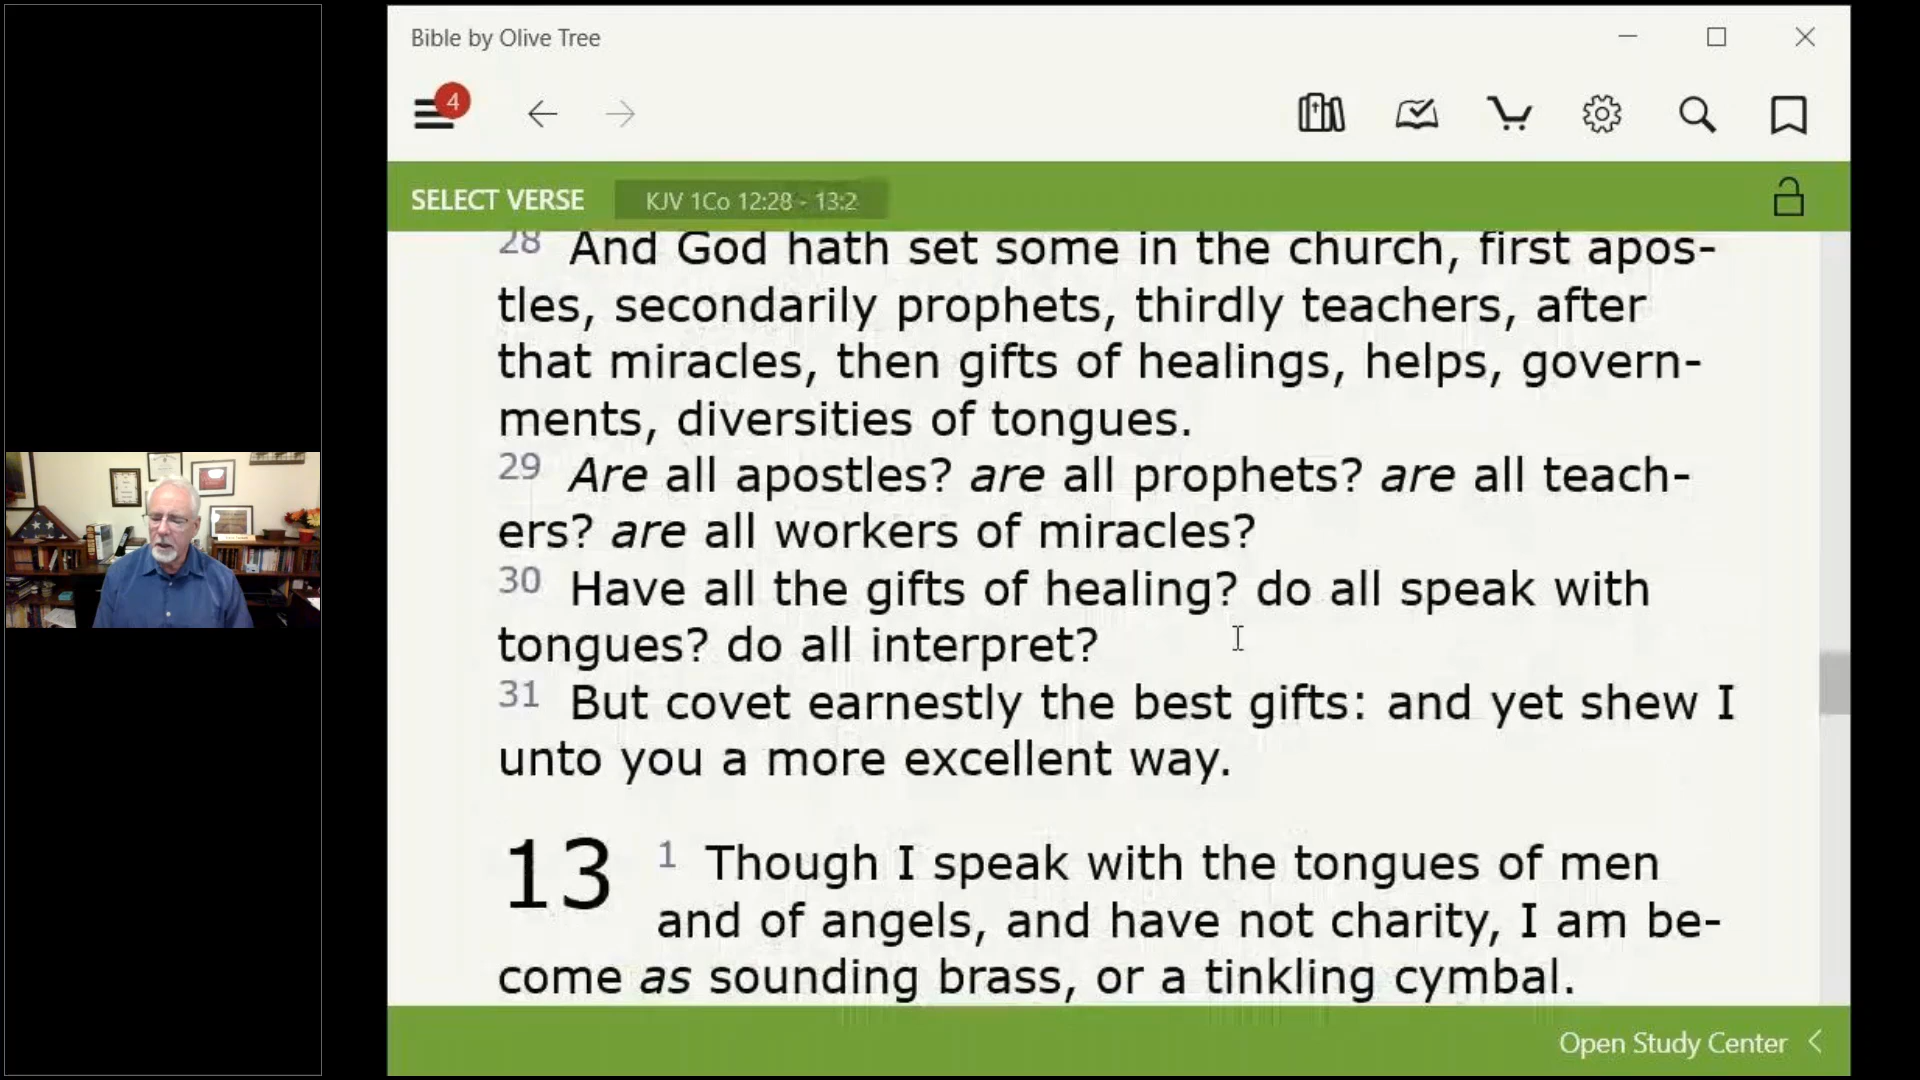 Bible by Olive Tree
4
SELECT VERSE KJV 1Co 12:28 - 13:2
28 And God hath set some in the church, first apos-
tles, secondarily prophets, thirdly teachers, after
that miracles, then gifts of healings, helps, govern-
ments, diversities of tongues.
29 Are all apostles? are all prophets? are all teach-
ers? are all workers of miracles?
30 Have all the gifts of healing? do all speak with
tongues? do all interpret?
31 But covet earnestly the best gifts: and yet shew I
unto you a more excellent way.
13 1 Though I speak with the tongues of men
and of angels, and have not charity, I am be-
come as sounding brass, or a tinkling cymbal.
Open Study Center